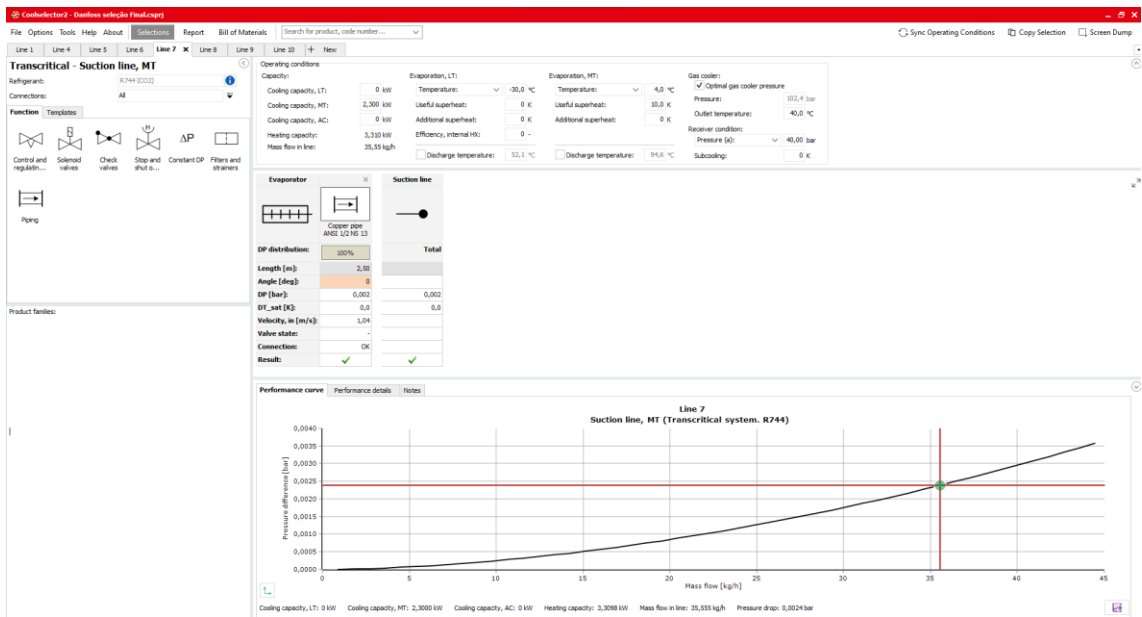 Coolselector2 - Danfoss seleção Final.csprj
File Options Tools Help About Selections Report Bill of Materials Search for product, code number... Sync Operating Conditions Copy Selection Screen Dump
Line 1 Line 4 Line 5 Line 6 Line 7 Line 8 Line 9 Line 10 + New
Transcritical - Suction line, MT
Refrigerant: R744 (CO2)
Connections: All
Function Templates
Control and regulatin... Solenoid valves Check valves Stop and shut o... ΔP Constant DP Filters and strainers
Piping
Product families:
Operating conditions
Capacity: Evaporation, LT: Evaporation, MT: Gas cooler:
Cooling capacity, LT: 0 kW Temperature: -30,0 °C Temperature: 4,0 °C Optimal gas cooler pressure
Cooling capacity, MT: 2,300 kW Useful superheat: 0 K Useful superheat: 10,0 K Pressure: 102,4 bar
Cooling capacity, AC: 0 kW Additional superheat: 0 K Additional superheat: 0 K Outlet temperature: 40,0 °C
Heating capacity: 3,310 kW Efficiency, internal HX: 0 - Receiver condition:
Mass flow in line: 35,55 kg/h Pressure (a): 40,00 bar
Discharge temperature: 52,1 °C Discharge temperature: 94,6 °C Subcooling: 0 K
Evaporator Suction line
Copper pipe
ANSI 1/2 NS 13
DP distribution: 100% Total
Length [m]: 2,50
Angle [deg]: 0
DP [bar]: 0,002 0,002
DT_sat [K]: 0,0 0,0
Velocity, in [m/s]: 1,04
Valve state: -
Connection: OK
Result:
Performance curve Performance details Notes
Line 7
Suction line, MT (Transcritical system. R744)
Pressure difference [bar]
0,0040
0,0035
0,0030
0,0025
0,0020
0,0015
0,0010
0,0005
0,0000
0 5 10 15 20 25 30 35 40 45
Mass flow [kg/h]
Cooling capacity, LT: 0 kW Cooling capacity, MT: 2,3000 kW Cooling capacity, AC: 0 kW Heating capacity: 3,3098 kW Mass flow in line: 35,555 kg/h Pressure drop: 0,0024 bar